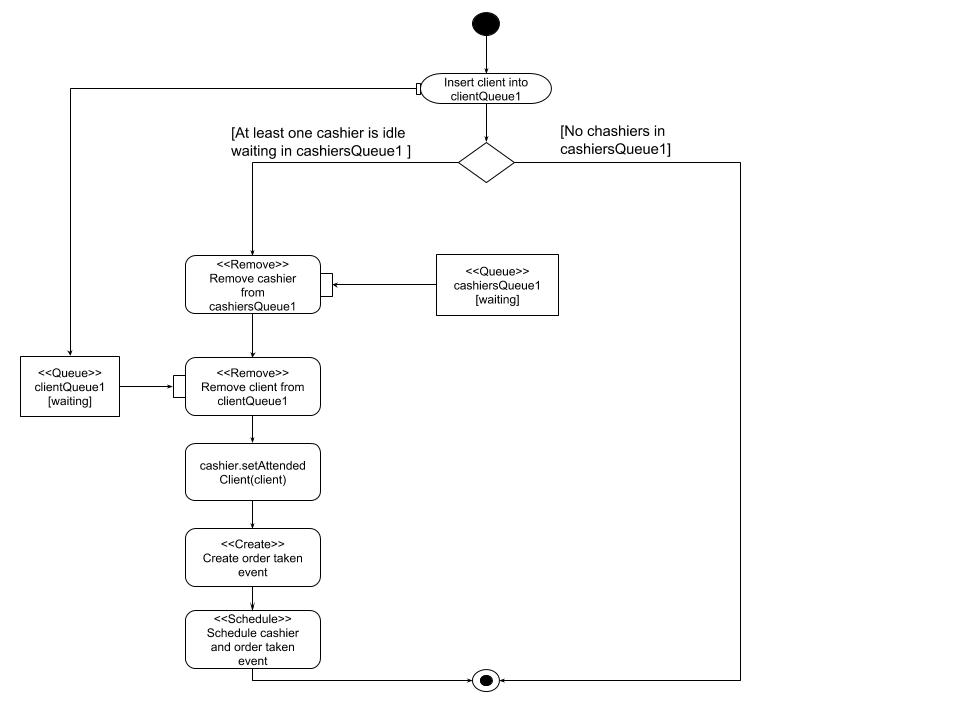 Insert client into
clientQueue1
[At least one cashier is idle
waiting in cashiersQueue1 ]
[No chashiers in
cashiersQueue1]
<<Remove>>
Remove cashier
from
cashiersQueue1
<<Queue>>
cashiersQueue1
[waiting]
<<Queue>>
clientQueue1
[waiting]
<<Remove>>
Remove client from
clientQueue1
cashier.setAttended
Client(client)
<<Create>>
Create order taken
event
<<Schedule>>
Schedule cashier
and order taken
event